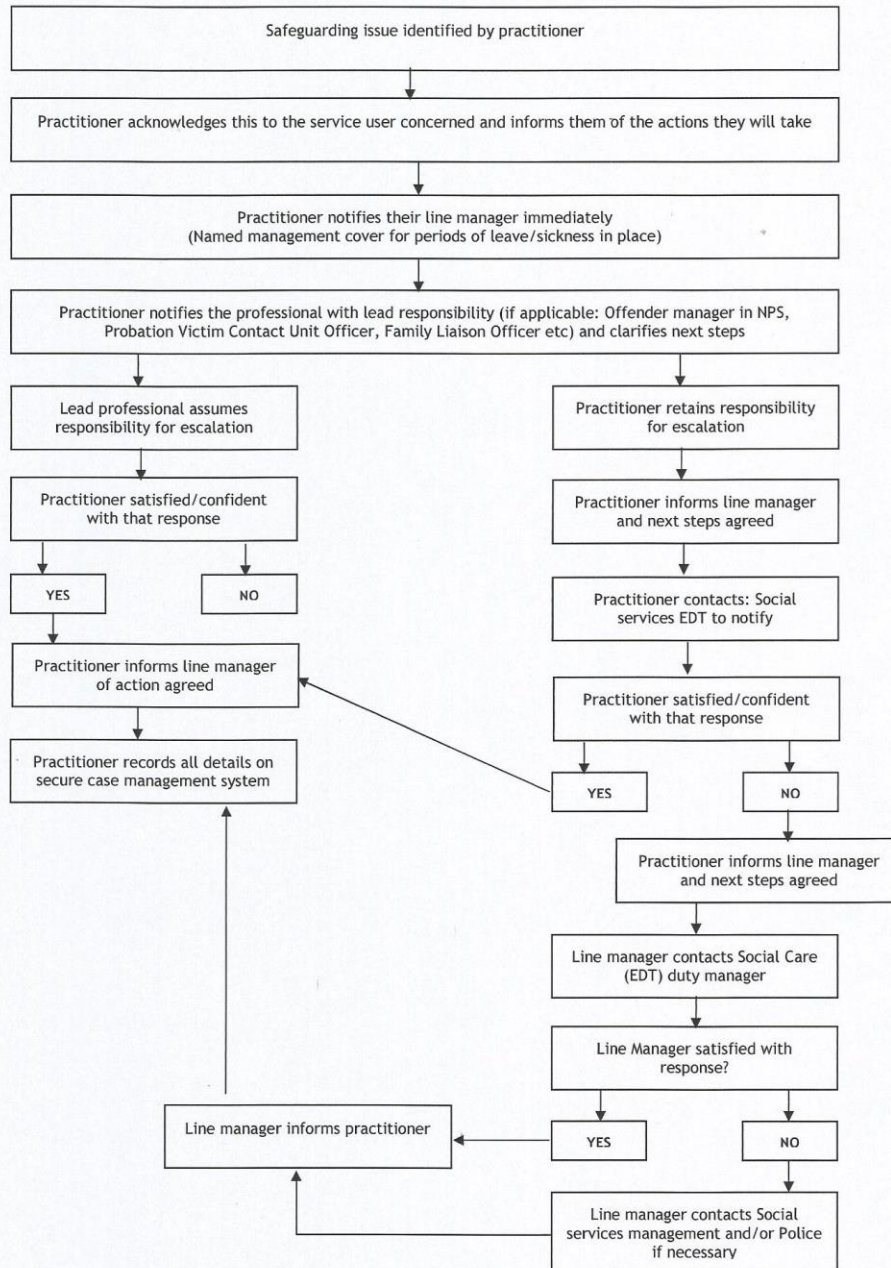 Safeguarding issue identified by practitioner
Practitioner acknowledges this to the service user concerned and informs them of the actions they will take
Practitioner notifies their line manager immediately
(Named management cover for periods of leave/sickness in place)
Practitioner notifies the professional with lead responsibility (if applicable: Offender manager in NPS,
Probation Victim Contact Unit Officer, Family Liaison Officer etc) and clarifies next steps
Lead professional assumes
responsibility for escalation
Practitioner satisfied/confident
with that response
YES
NO
Practitioner informs line manager
of action agreed
Practitioner records all details on
secure case management system
Practitioner retains responsibility
for escalation
Practitioner informs line manager
and next steps agreed
Practitioner contacts: Social
services EDT to notify
Practitioner satisfied/confident
with that response
YES
NO
Practitioner informs line manager
and next steps agreed
Line manager contacts Social Care
(EDT) duty manager
Line Manager satisfied with
response?
YES
NO
Line manager informs practitioner
Line manager contacts Social
services management and/or Police
if necessary